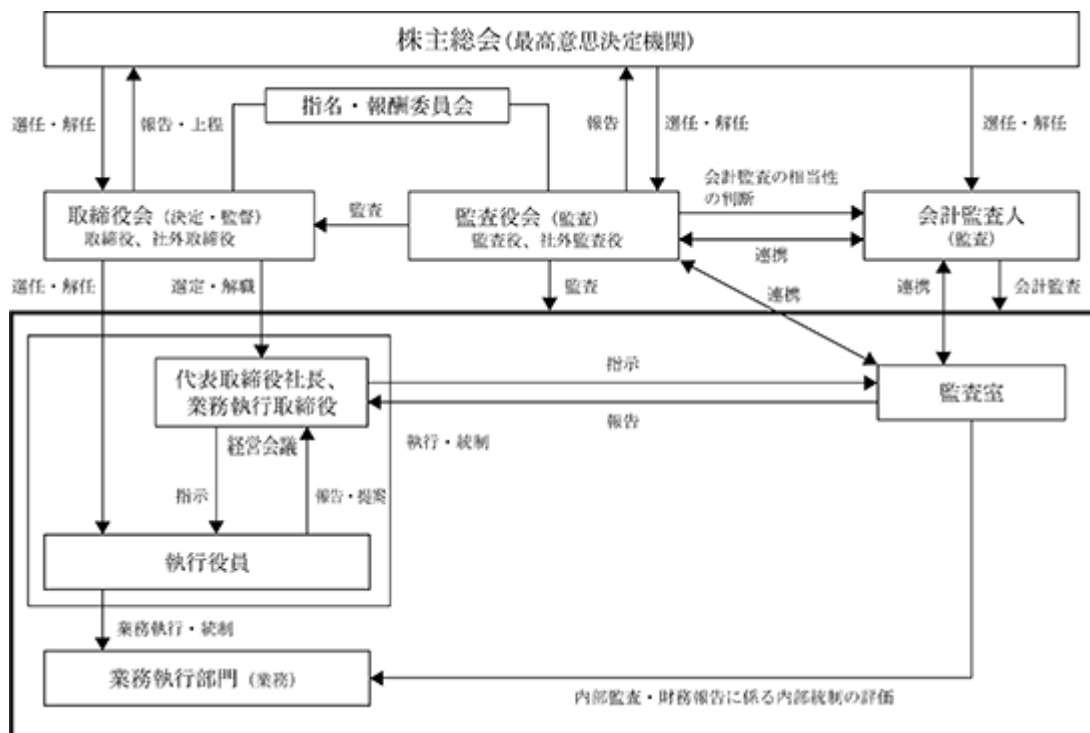 株主総会(最高意思決定機関)
指名・報酬委員会
選任・解任
報告・上程
報告
選任・解任
選任・解任
会計監査の相当性
の判断
取締役会（決定・監督）
取締役、社外取締役
監査
監査役会（監査）
監査役、社外監査役
会計監査人
（監査）
連携
選任・解任
選定・解職
監査
連携
連携
会計監査
代表取締役社長、
業務執行取締役
指示
監査室
報告
経営会議
執行・統制
指示
報告・提案
執行役員
業務執行・統制
業務執行部門（業務）
内部監査・財務報告に係る内部統制の評価